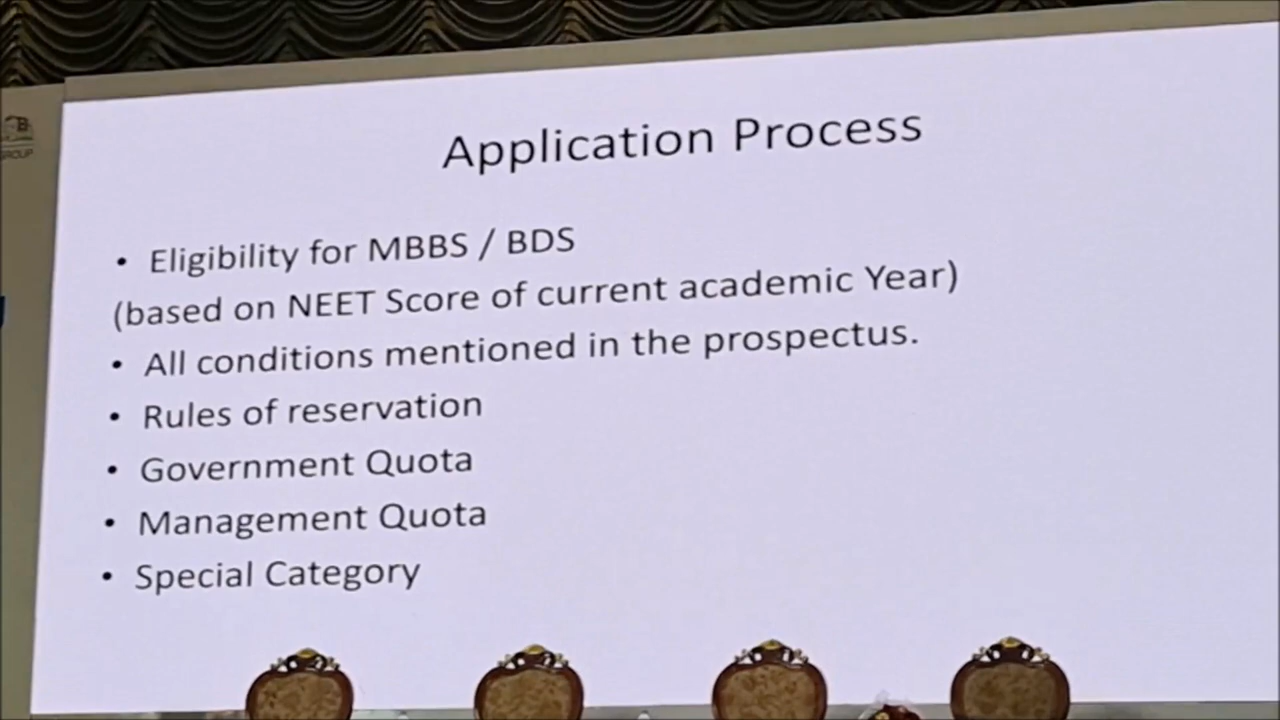 Application Process
• Eligibility for MBBS / BDS
(based on NEET Score of current academic Year)
• All conditions mentioned in the prospectus.
• Rules of reservation
• Government Quota
• Management Quota
• Special Category